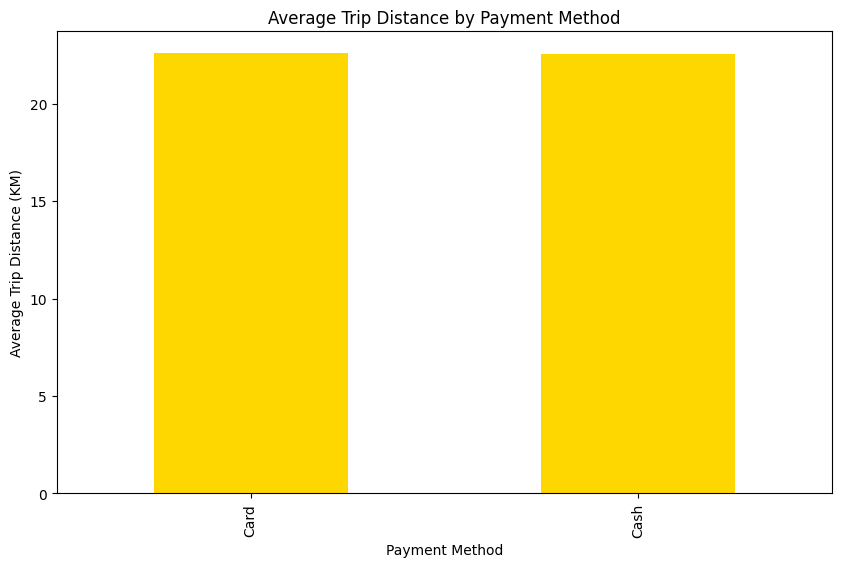 Average Trip Distance by Payment Method
Average Trip Distance (KM)
20
15
10
5
0
Card
Cash
Payment Method